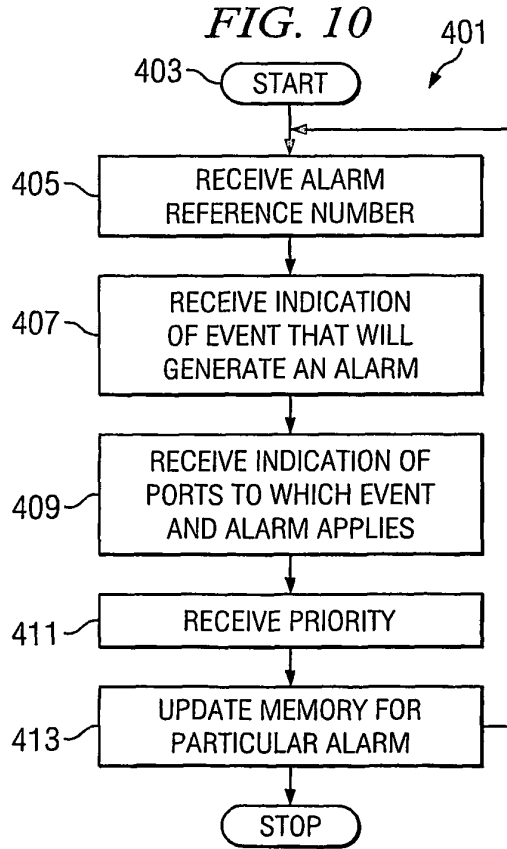 FIG. 10
401
403
START
405
RECEIVE ALARM
REFERENCE NUMBER
407
RECEIVE INDICATION
OF EVENT THAT WILL
GENERATE AN ALARM
409
RECEIVE INDICATION OF
PORTS TO WHICH EVENT
AND ALARM APPLIES
411
RECEIVE PRIORITY
413
UPDATE MEMORY FOR
PARTICULAR ALARM
STOP